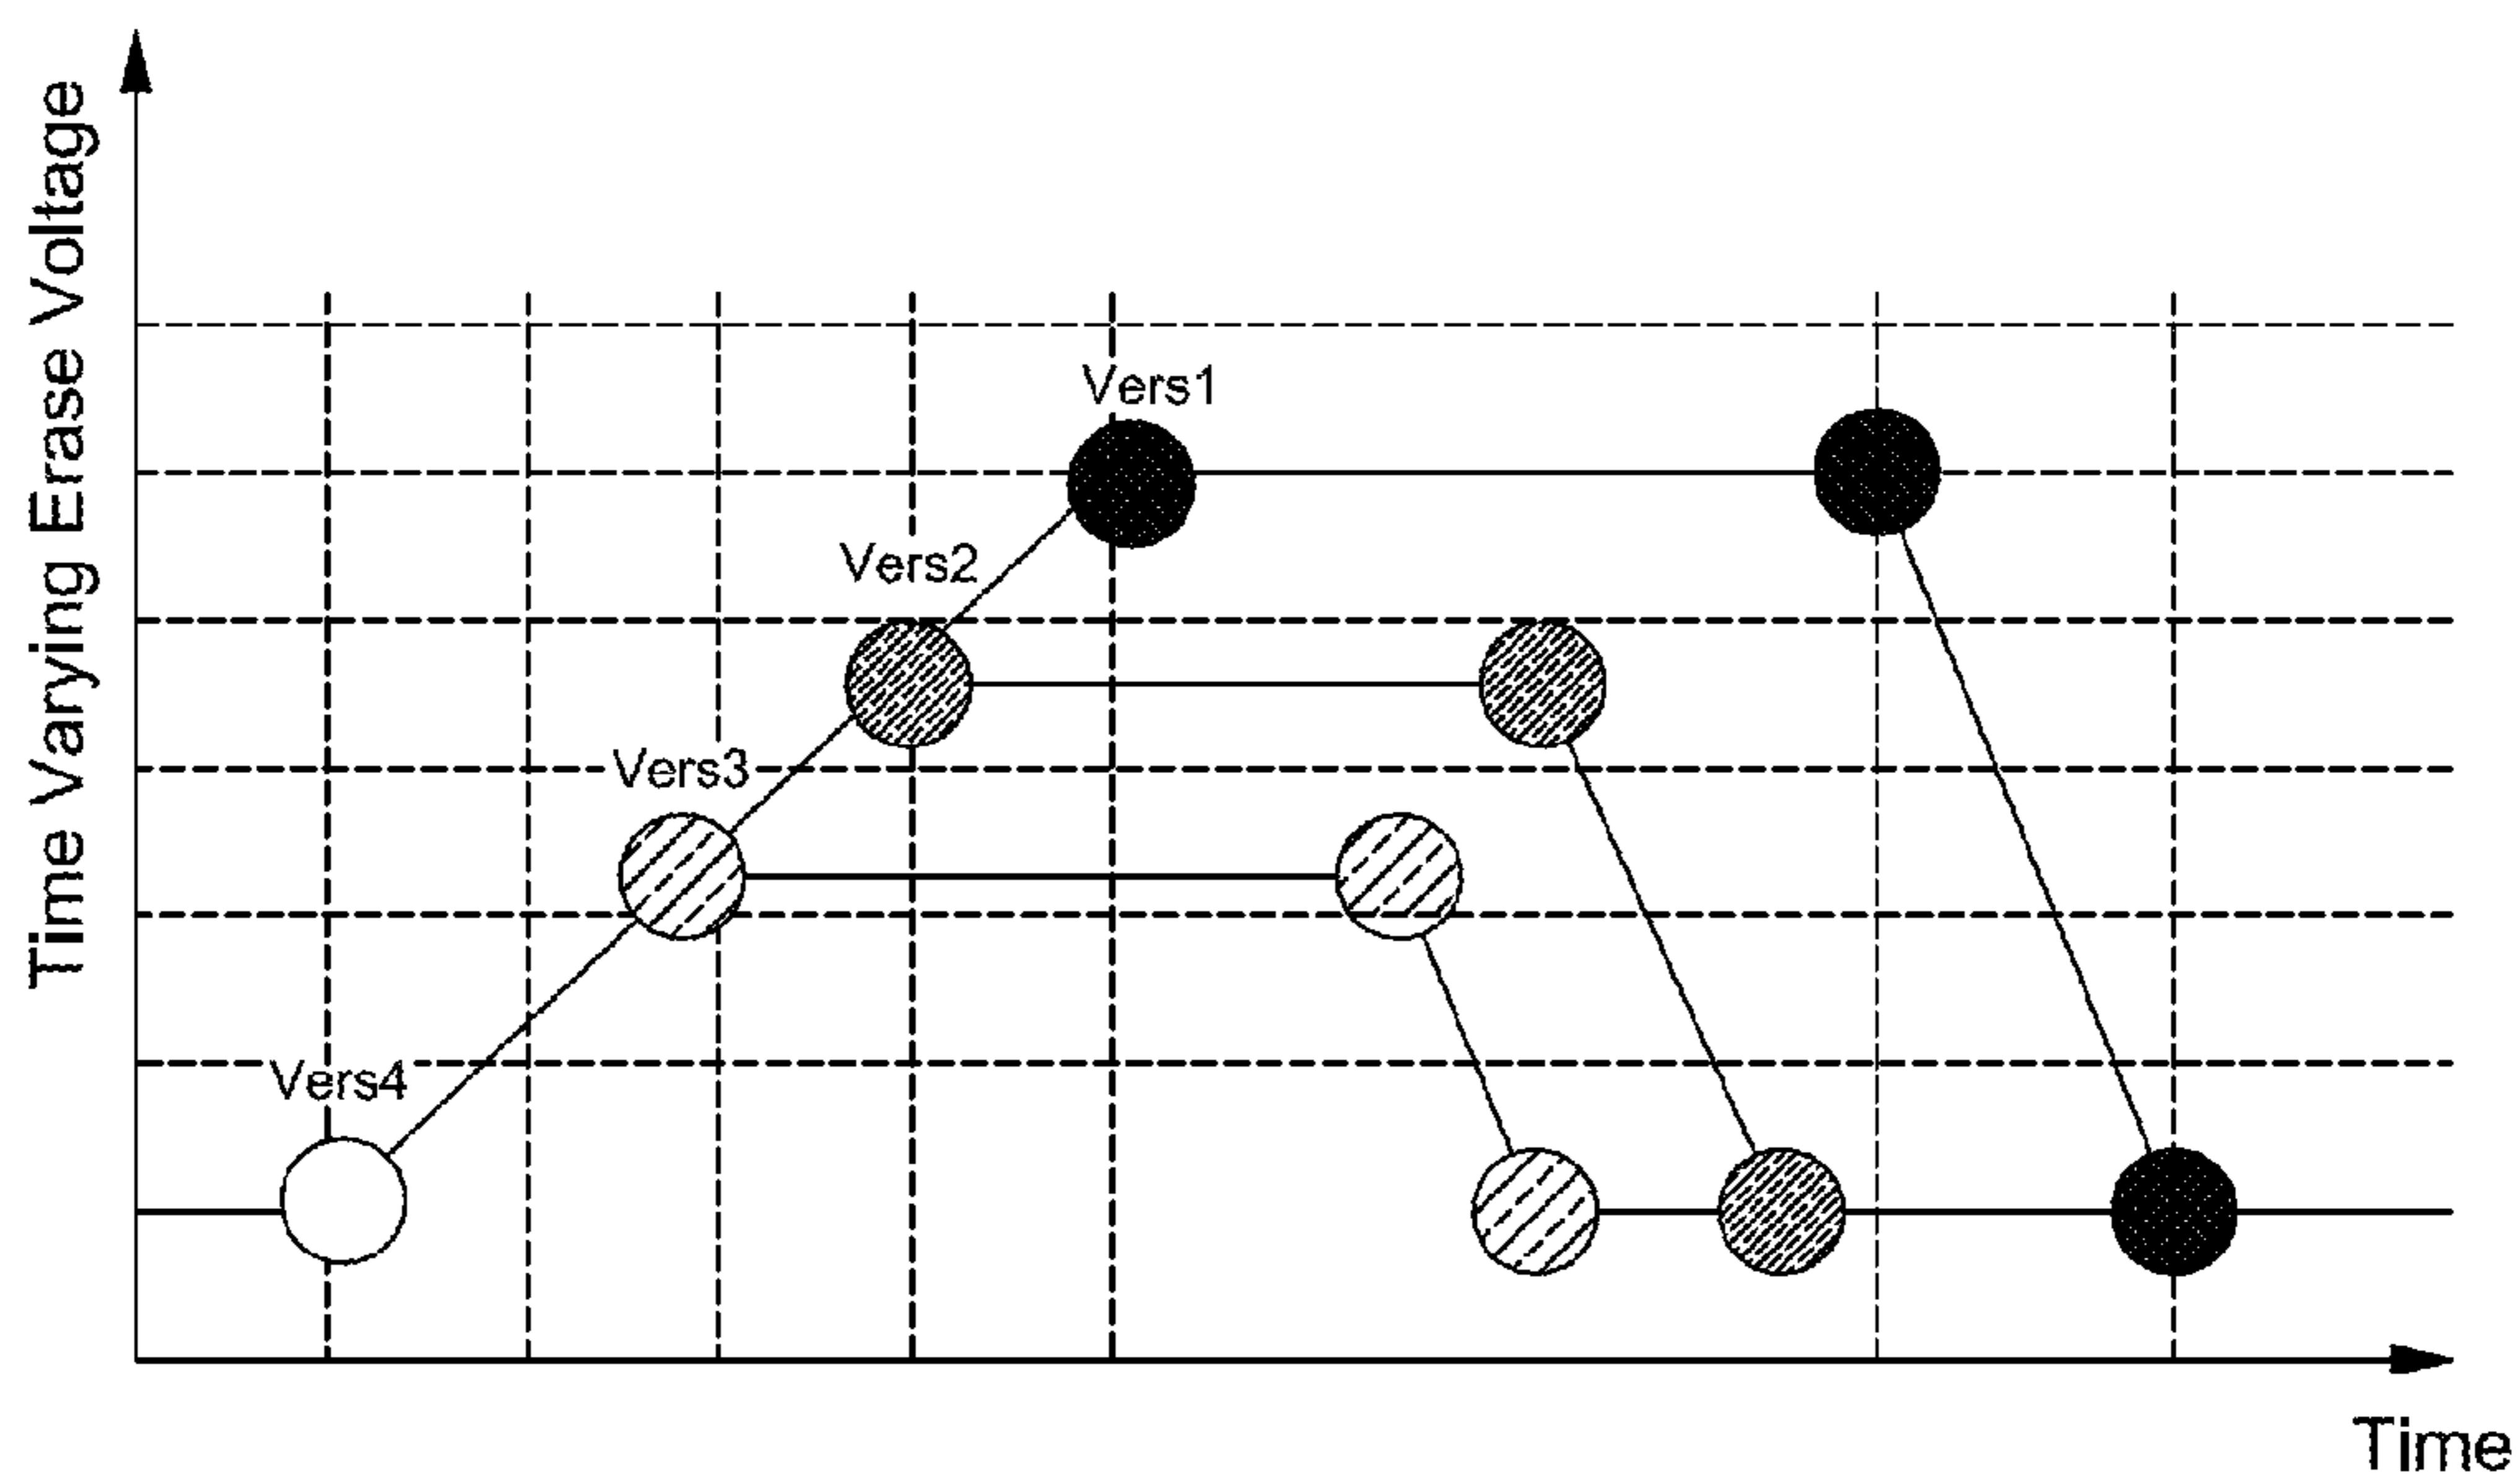 Time Varying Erase Voltage
Vers1
Vers2
Vers3
Vers4
Time